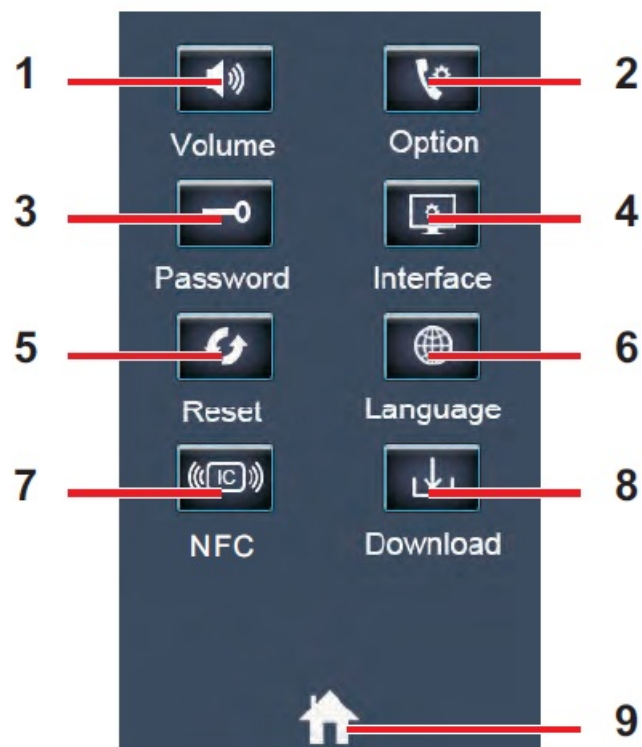 1 2
Volume Option
3 4
Password Interface
5 6
Reset Language
7 IC 8
NFC Download
9